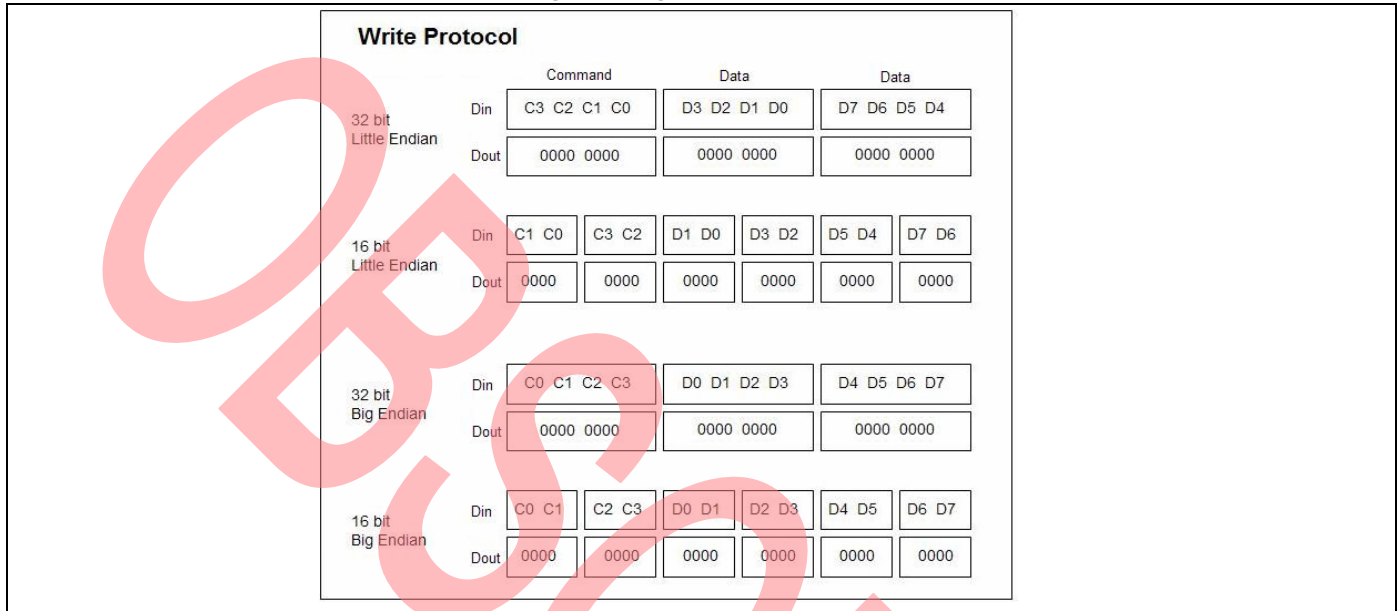 Write Protocol
Command Data Data
32 bit
Little Endian
Din C3 C2 C1 C0 D3 D2 D1 D0 D7 D6 D5 D4
Dout 0000 0000 0000 0000 0000 0000
16 bit
Little Endian
Din C1 C0 C3 C2 D1 D0 D3 D2 D5 D4 D7 D6
Dout 0000 0000 0000 0000 0000 0000
32 bit
Big Endian
Din C0 C1 C2 C3 D0 D1 D2 D3 D4 D5 D6 D7
Dout 0000 0000 0000 0000 0000 0000
16 bit
Big Endian
Din C0 C1 C2 C3 D0 D1 D2 D3 D4 D5 D6 D7
Dout 0000 0000 0000 0000 0000 0000
OBSO